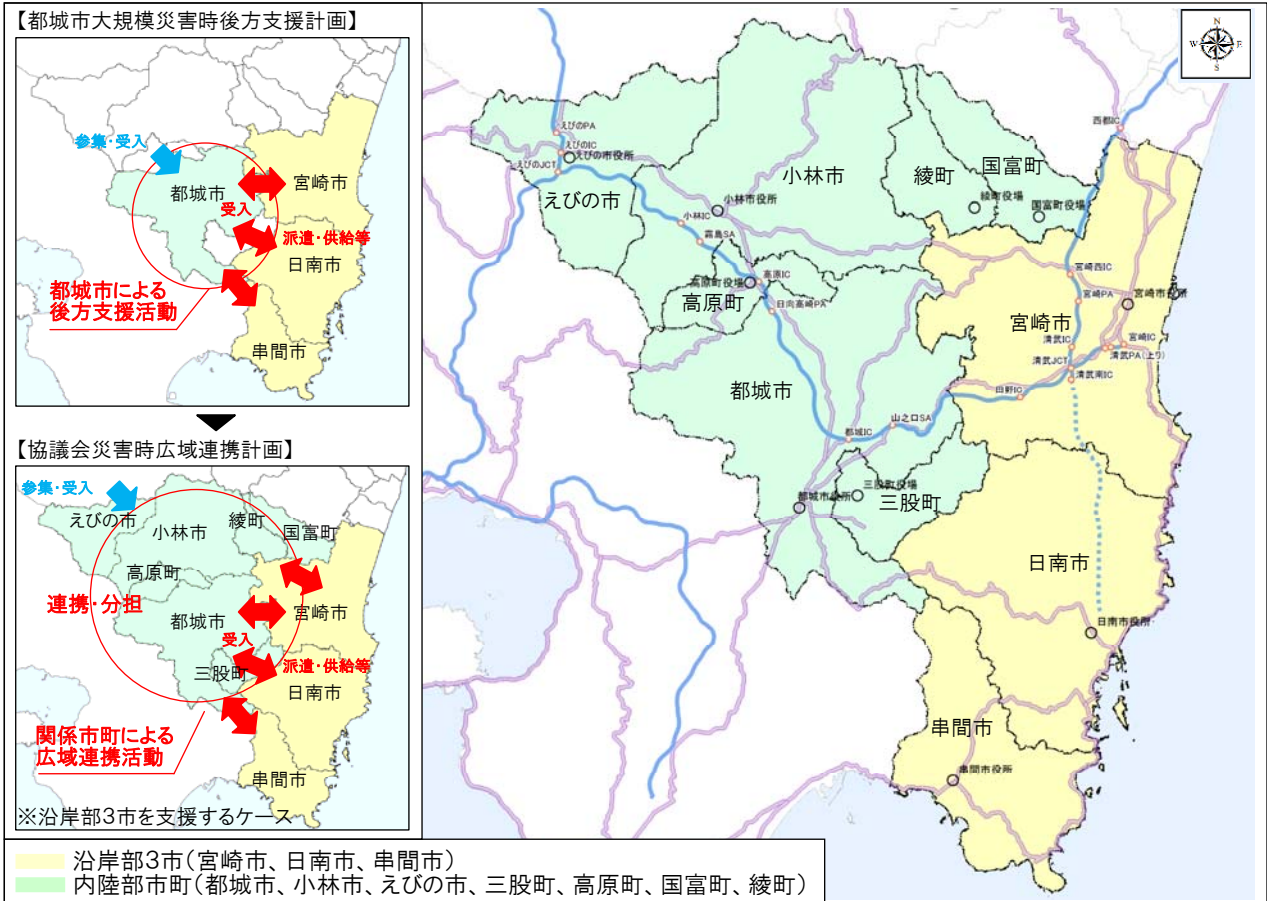 【都城市大規模災害時後方支援計画】
参集・受入
都城市
宮崎市
受入
派遣・供給等
日南市
都城市による
後方支援活動
串間市
【協議会災害時広域連携計画】
参集・受入
えびの市
小林市
綾町
国富町
高原町
連携・分担
都城市
宮崎市
受入
三股町
派遣・供給等
日南市
関係市町による
広域連携活動
串間市
※沿岸部3市を支援するケース
N
W
E
S
西都IC
えびのPA
えびのIC
えびの市役所
えびのJCT
小林市
綾町
国富町
えびの市
綾町役場
国富町役場
小林市役所
小林IC
霧島SA
高原IC
高原町役場
高原町
日向高崎PA
宮崎西IC
宮崎PA
宮崎市役所
宮崎市
清武IC
宮崎IC
清武JCT
清武PA(上り)
清武南IC
都城市
田野IC
山之口SA
都城IC
三股町役場
都城市役所
三股町
日南市
日南市役所
串間市
串間市役所
沿岸部3市(宮崎市、日南市、串間市)
内陸部市町(都城市、小林市、えびの市、三股町、高原町、国富町、綾町)